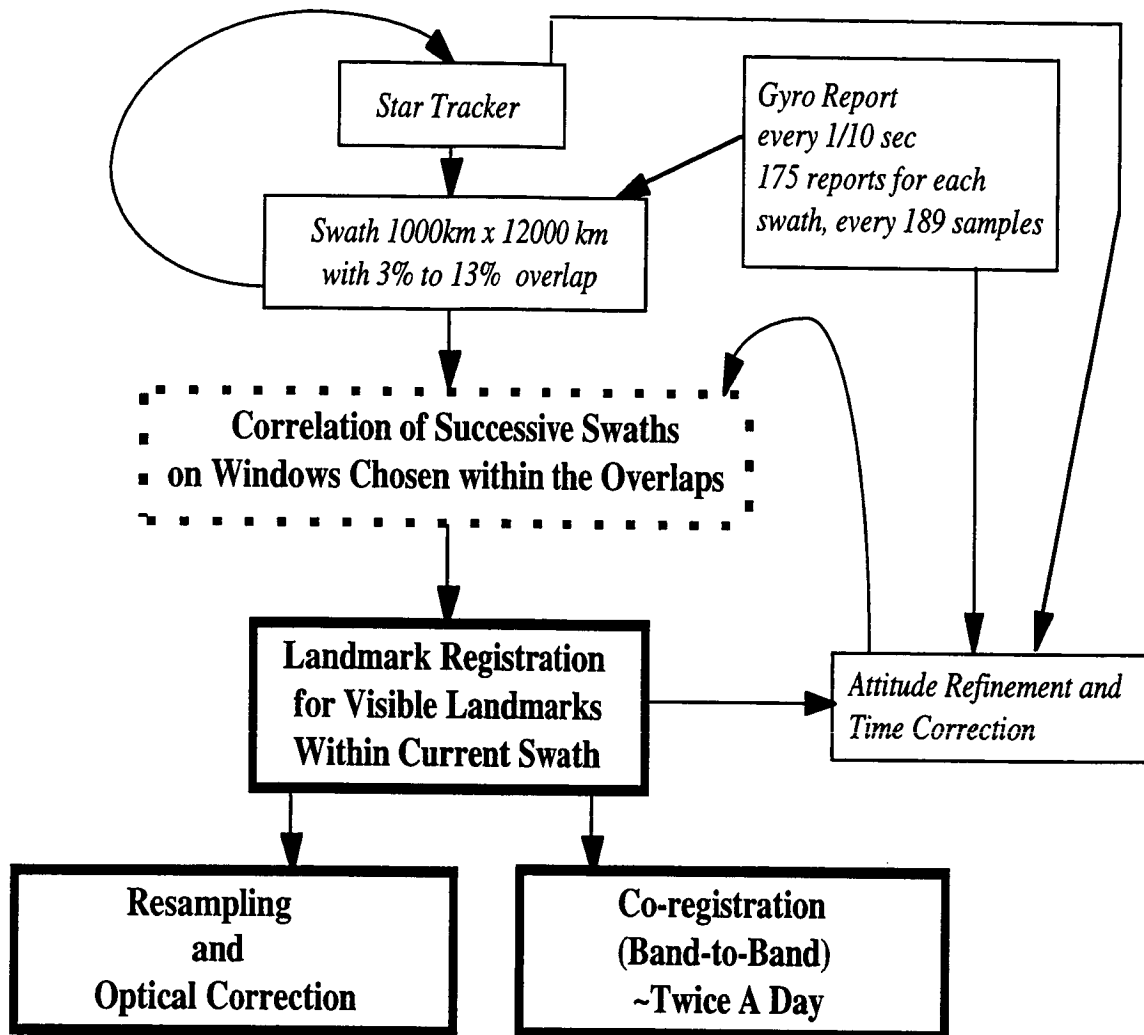 Star Tracker
Gyro Report
every 1/10 sec
175 reports for each
swath, every 189 samples
Swath 1000km x 12000 km
with 3% to 13% overlap
Correlation of Successive Swaths
on Windows Chosen within the Overlaps
Landmark Registration
for Visible Landmarks
Within Current Swath
Attitude Refinement and
Time Correction
Resampling
and
Optical Correction
Co-registration
(Band-to-Band)
~Twice A Day